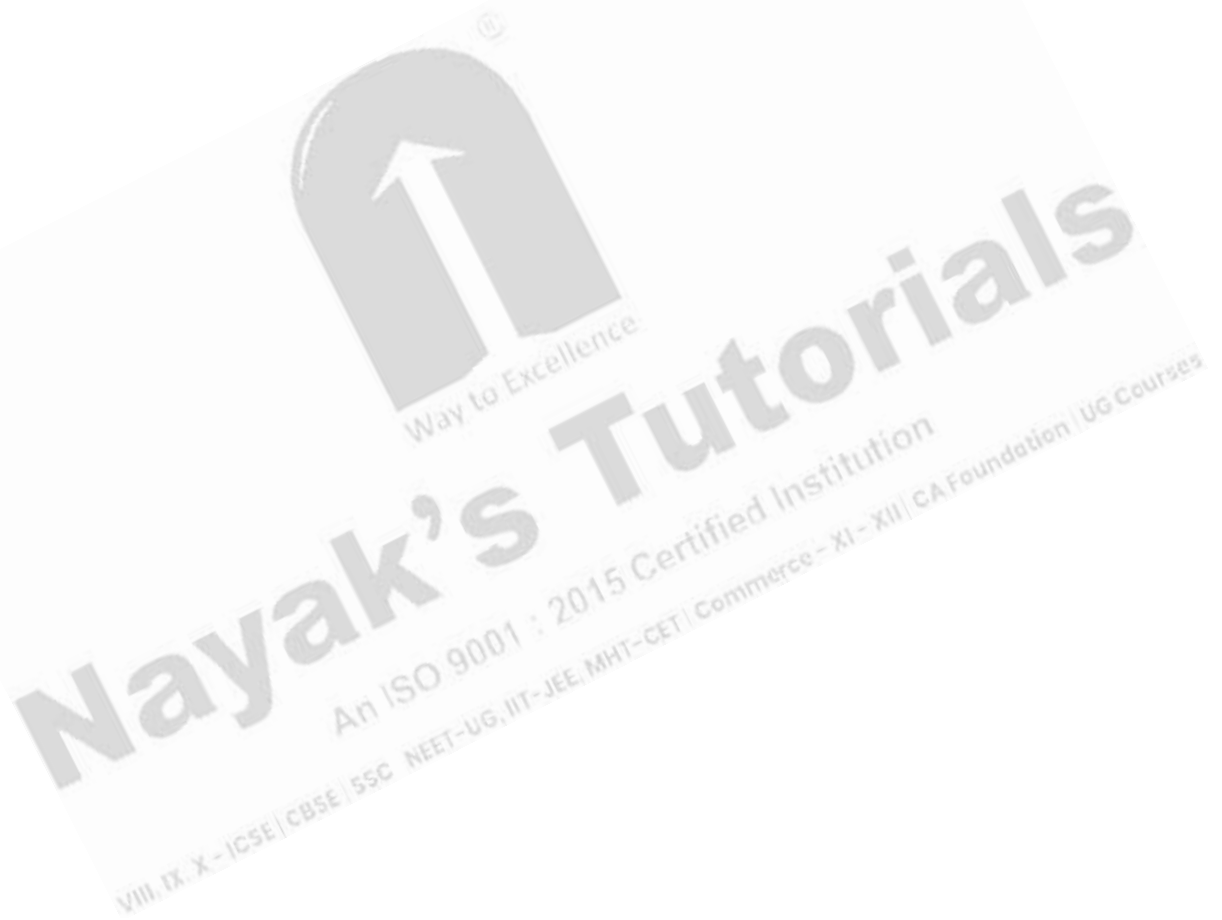 ®
Way to Excellence
Nayak's Tutorials
An ISO 9001 : 2015 Certified Institution
VIII, IX, X - ICSE | CBSE | SSC NEET-UG, IIT-JEE, MHT-CET | Commerce - XI - XII | CA Foundation | UG Courses